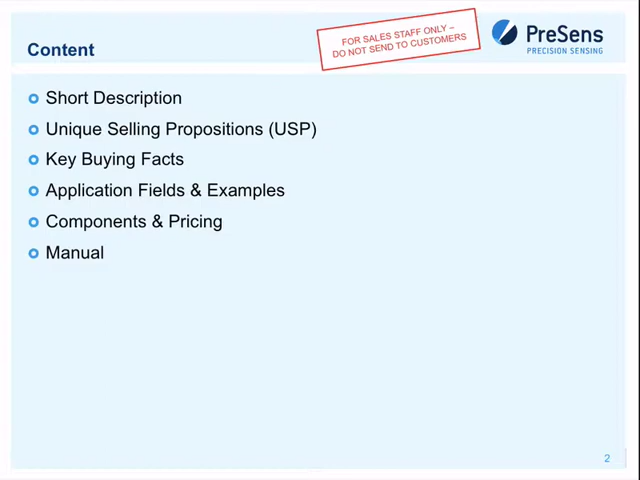 Content
FOR SALES STAFF ONLY –
DO NOT SEND TO CUSTOMERS
PreSens
PRECISION SENSING
Short Description
Unique Selling Propositions (USP)
Key Buying Facts
Application Fields & Examples
Components & Pricing
Manual
2